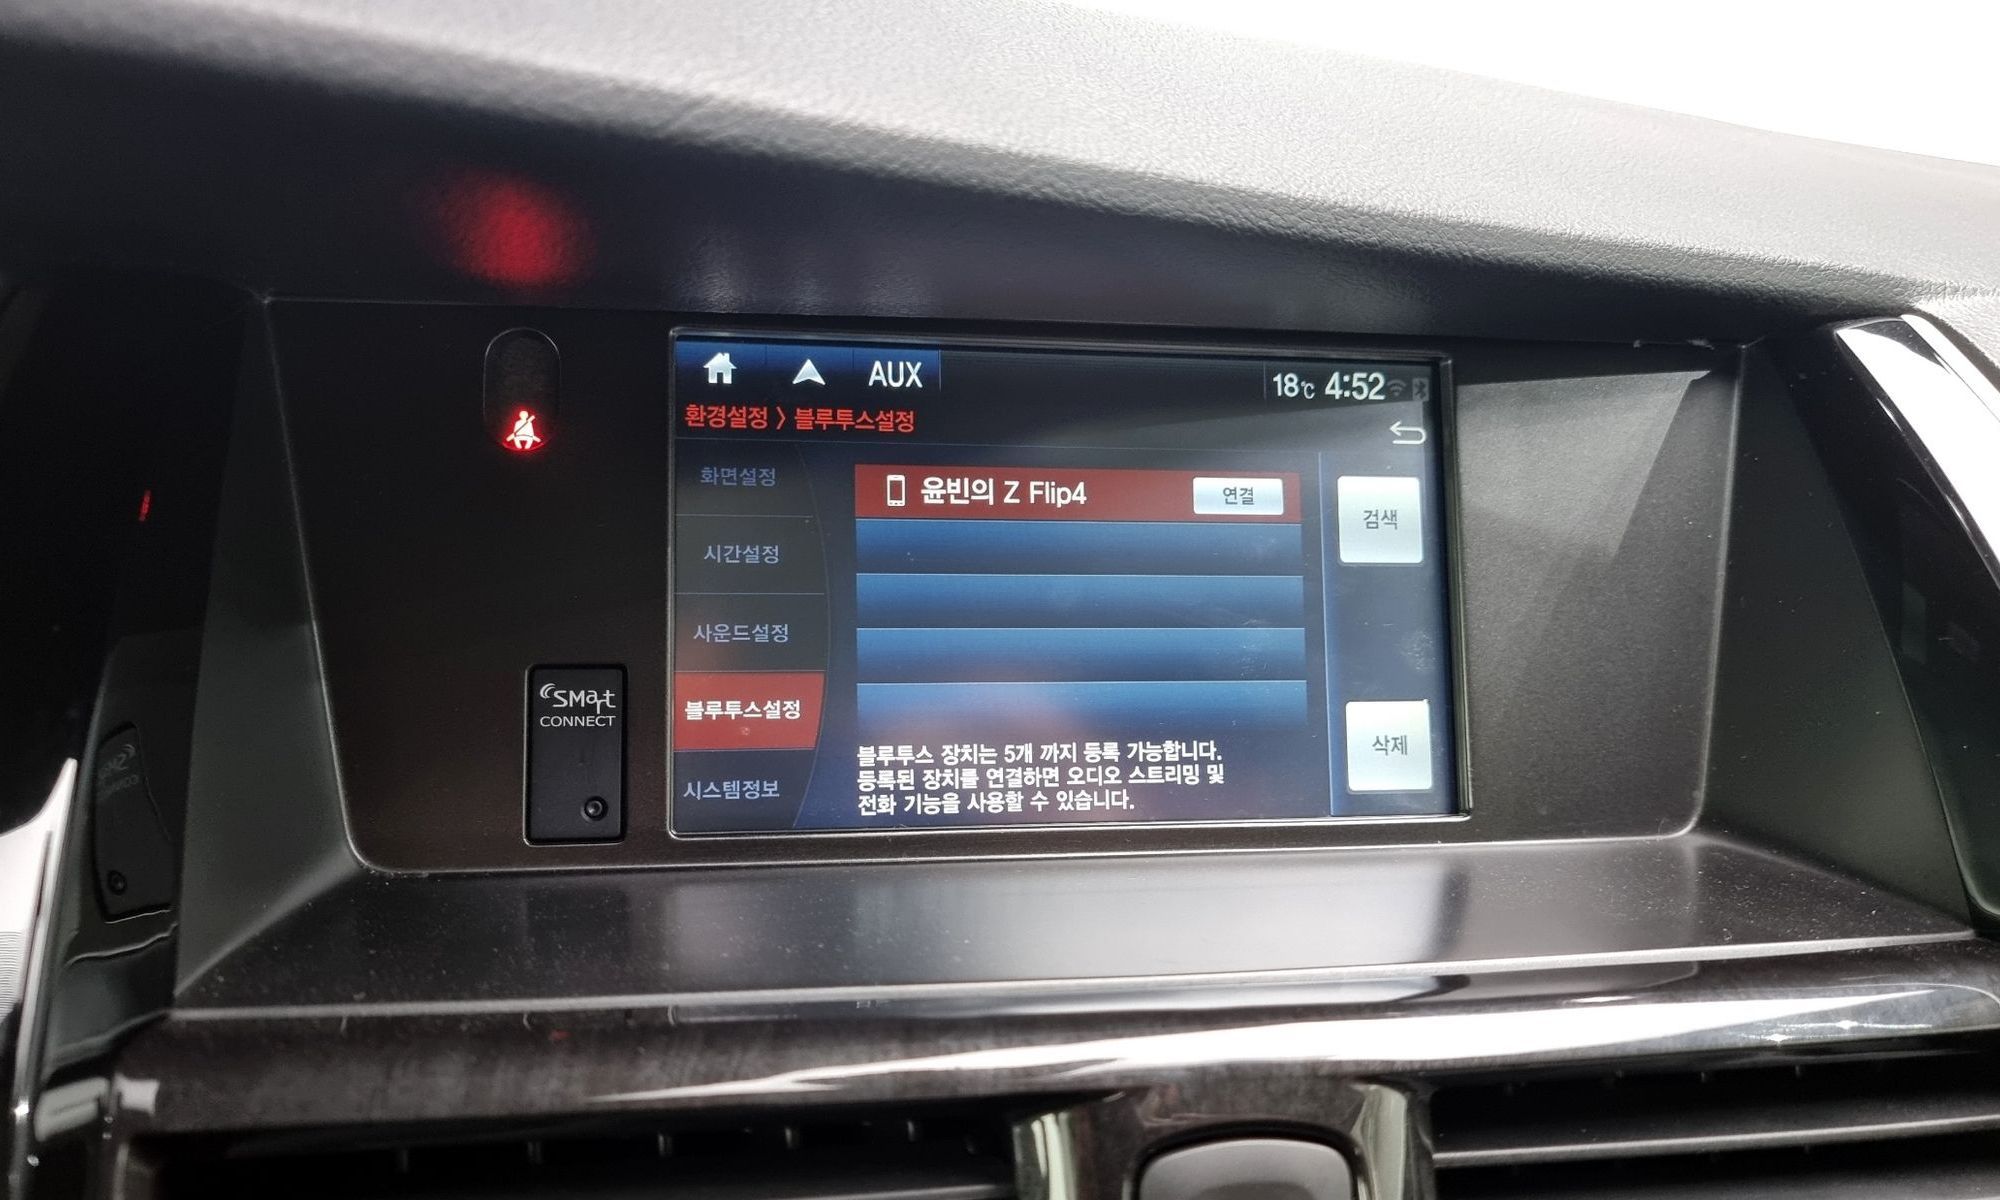 AUX
18℃ 4:52
환경설정 > 블루투스설정
화면설정
시간설정
사운드설정
블루투스설정
시스템정보
윤빈의 Z Flip4
연결
검색
삭제
블루투스 장치는 5개 까지 등록 가능합니다.
등록된 장치를 연결하면 오디오 스트리밍 및
전화 기능을 사용할 수 있습니다.
SMart
CONNECT